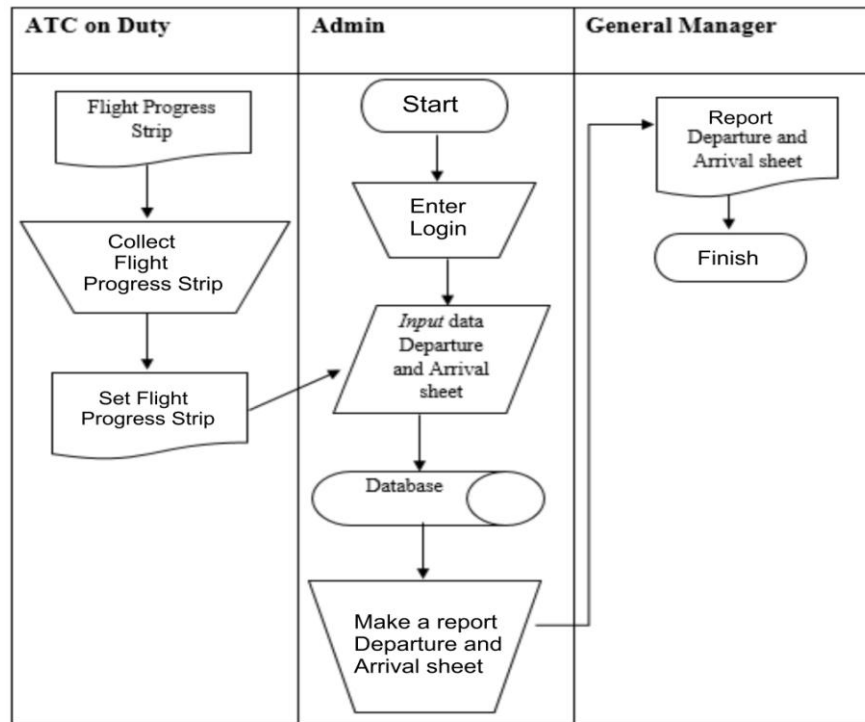 ATC on Duty
Flight Progress
Strip
Collect
Flight
Progress Strip
Set Flight
Progress Strip
Admin
Start
Enter
Login
Input data
Departure
and Arrival
sheet
Database
Make a report
Departure and
Arrival sheet
General Manager
Report
Departure and
Arrival sheet
Finish